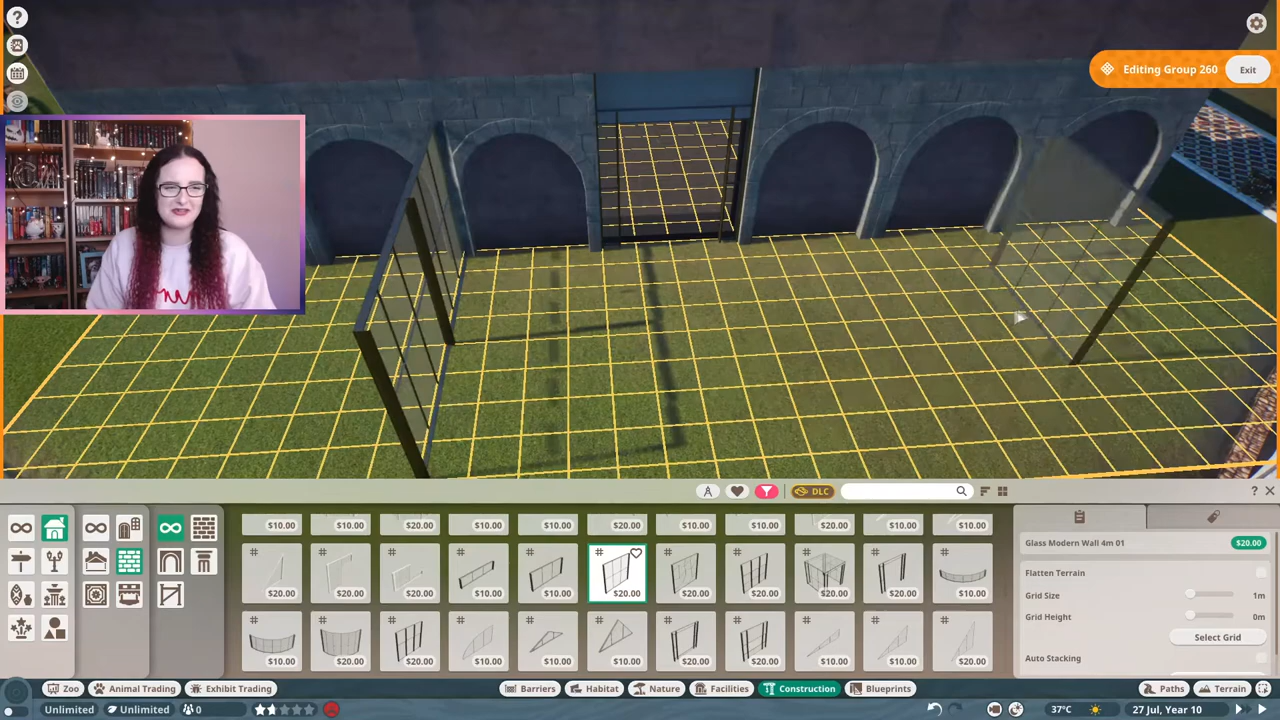 ?
Editing Group 260
Exit
DLC
? ×
$10.00 $10.00 $10.00 $10.00 $10.00 $20.00 $10.00 $10.00 $20.00 $10.00 $10.00
$20.00 $20.00 $20.00 $10.00 $10.00 $20.00 $20.00 $20.00 $20.00 $20.00 $10.00
$10.00 $20.00 $20.00 $10.00 $10.00 $10.00 $20.00 $20.00 $10.00 $10.00 $20.00
Glass Modern Wall 4m 01
$20.00
Flatten Terrain
Grid Size 1m
Grid Height 0m
Select Grid
Auto Stacking
Zoo
Animal Trading
Exhibit Trading
Barriers
Habitat
Nature
Facilities
Construction
Blueprints
Paths
Terrain
Unlimited
Unlimited
0
37°C
27 Jul, Year 10